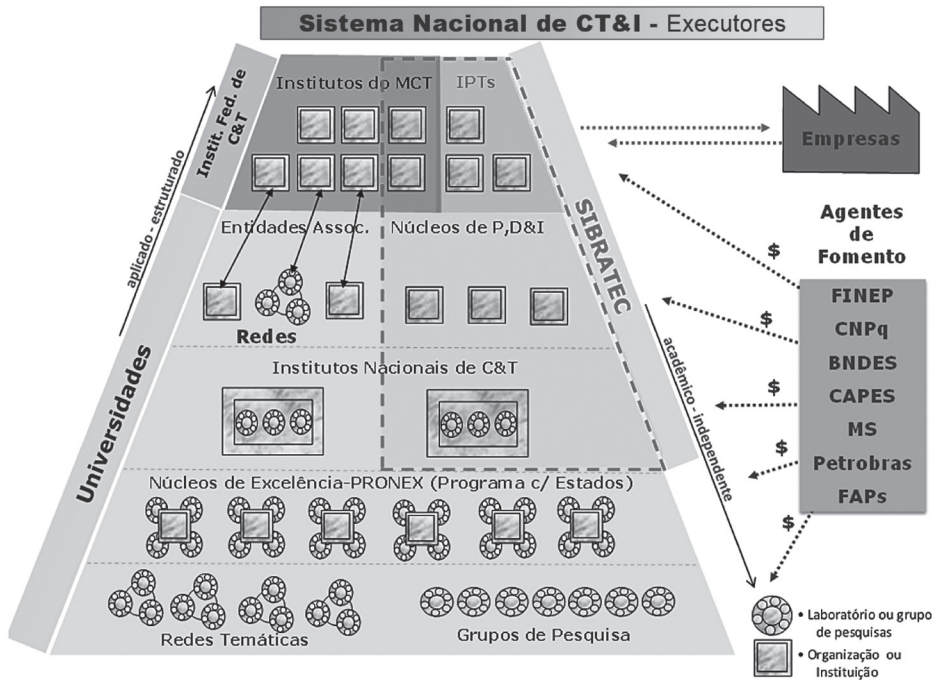 Sistema Nacional de CT&I - Executores
Instit. Fed. de
C&T
aplicado - estruturado
Universidades
Institutos do MCT
IPTs
Entidades Assoc.
Núcleos de P,D&I
Redes
Institutos Nacionais de C&T
Núcleos de Excelência-PRONEX (Programa c/ Estados)
Redes Temáticas
Grupos de Pesquisa
SIBRATEC
acadêmico - independente
Empresas
Agentes
de
Fomento
FINEP
CNPq
BNDES
CAPES
MS
Petrobras
FAPs
$
$
$
$
$
• Laboratório ou grupo
de pesquisas
• Organização ou
Instituição